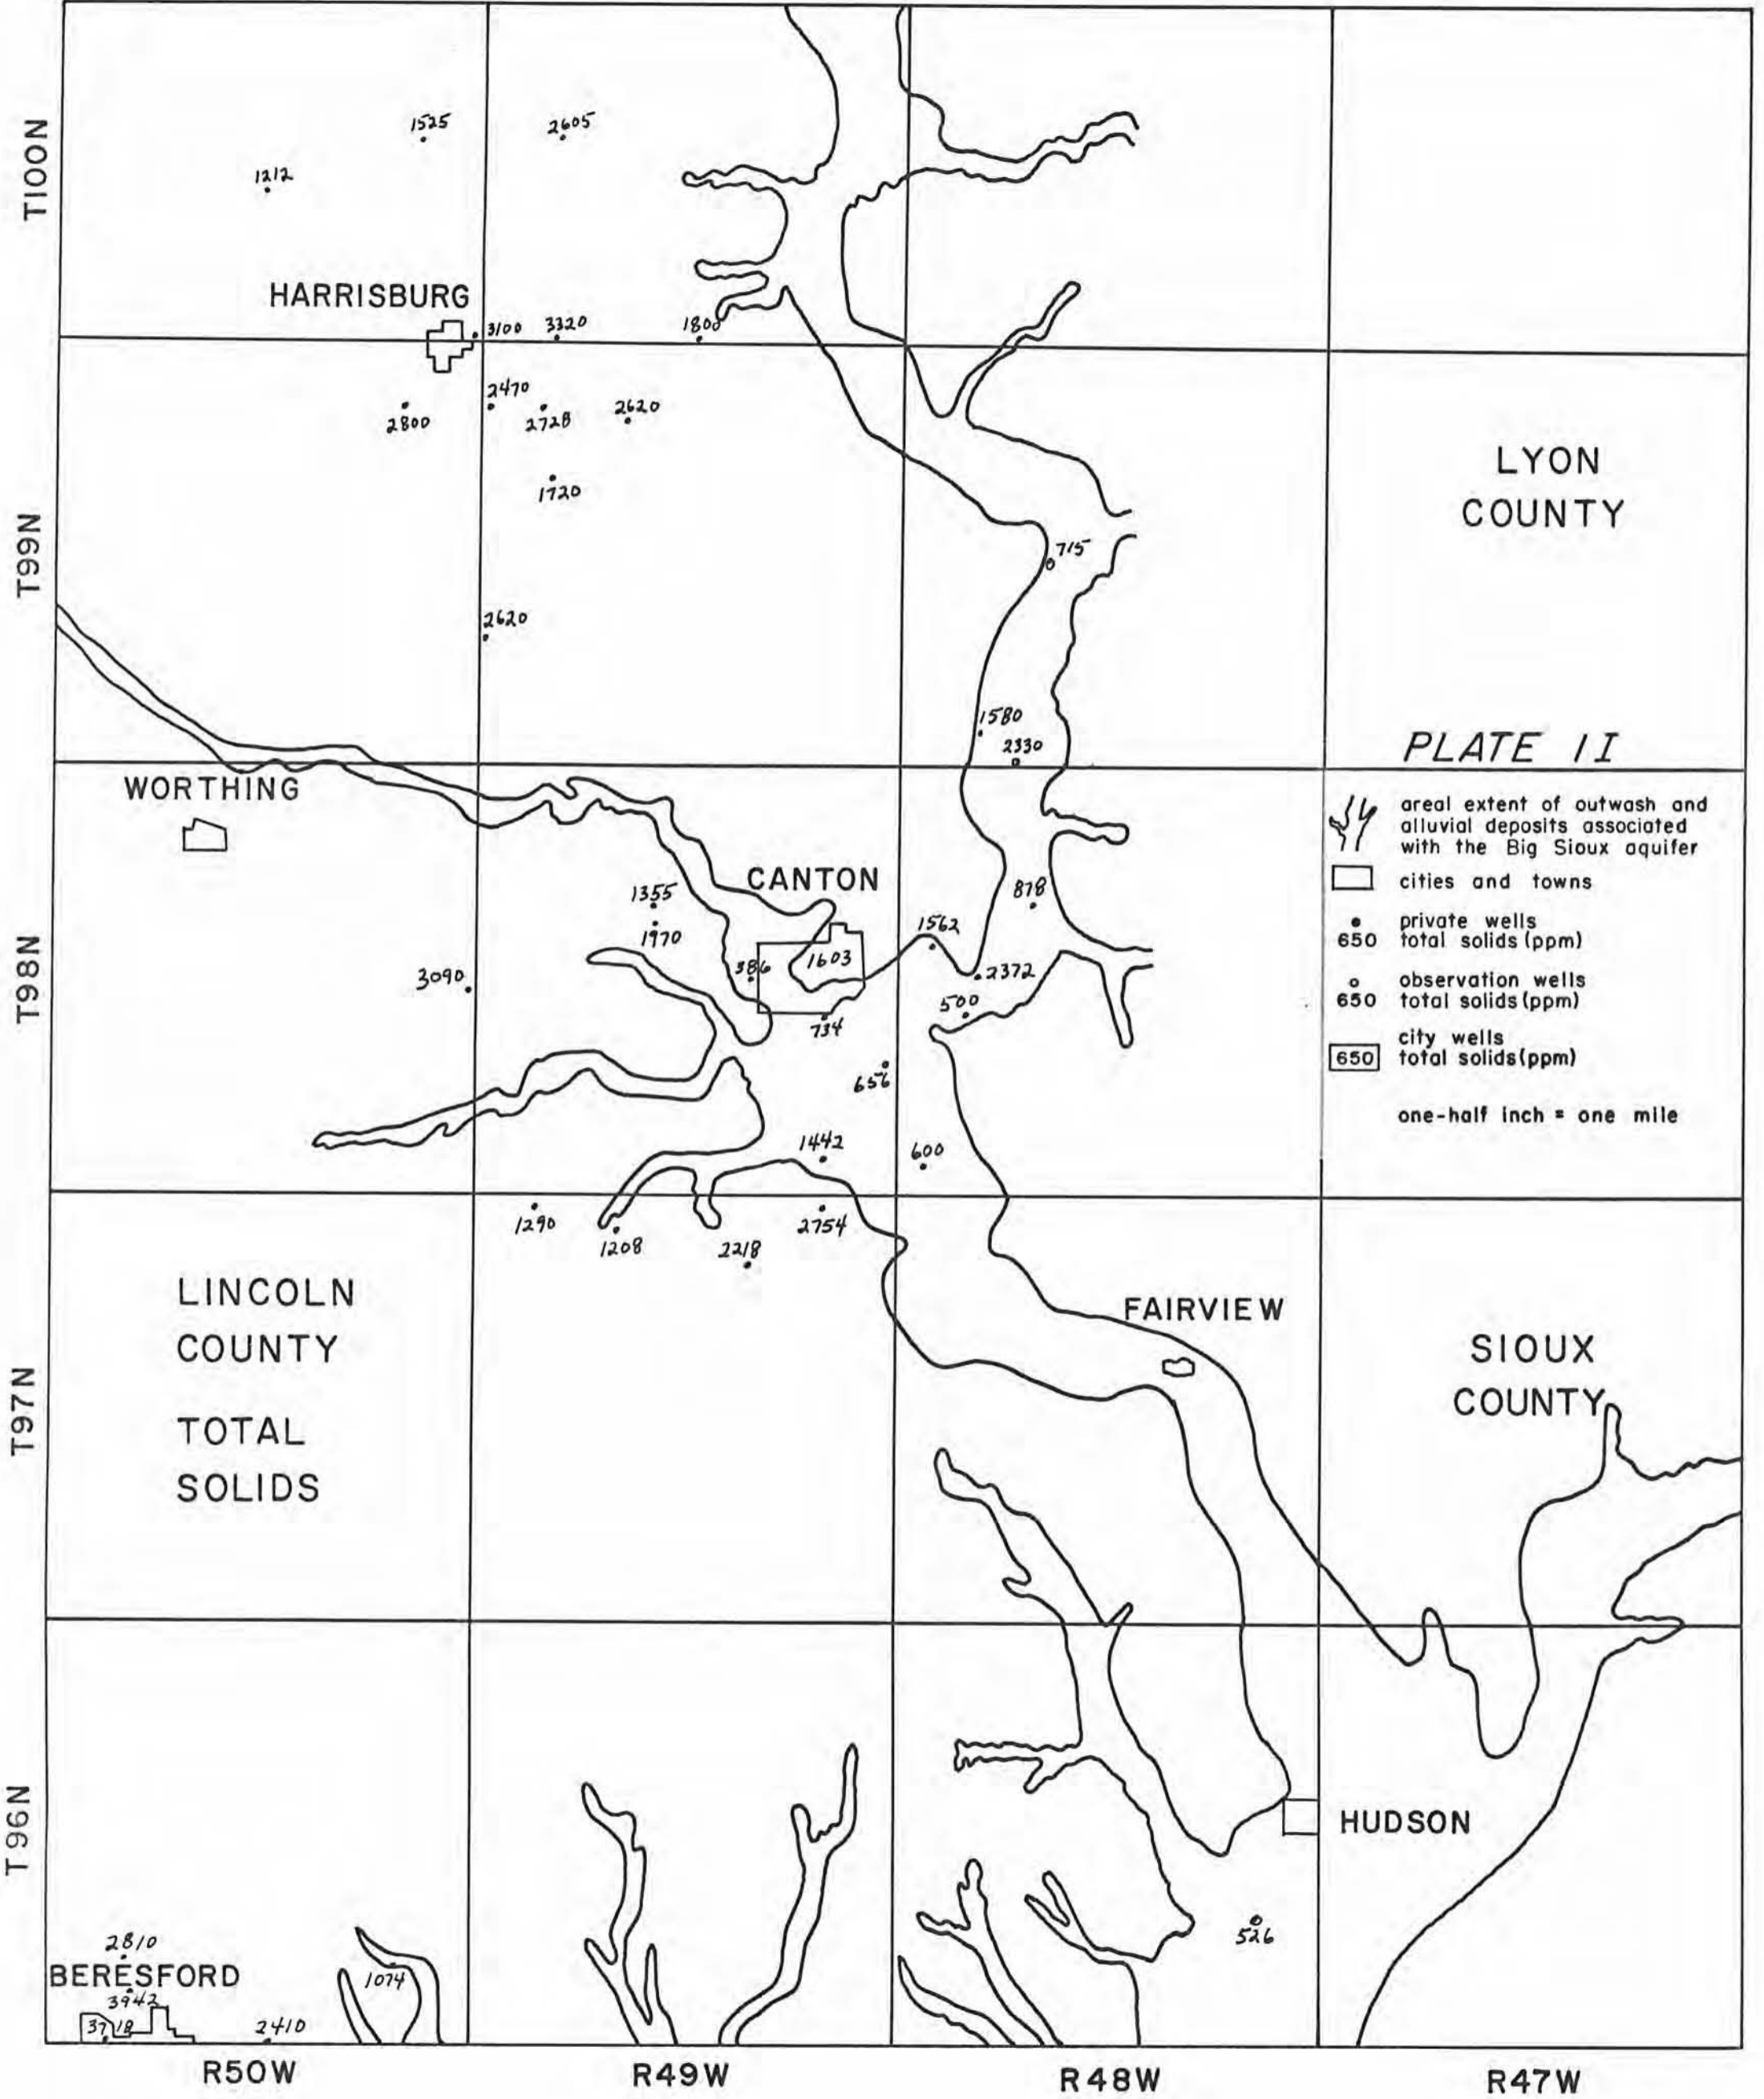 T100N
1525
2605
1212
HARRISBURG
3100
3320
1800
2470
2800
2728
2620
1720
LYON
COUNTY
T99N
715
2620
1580
2330
PLATE II
WORTHING
areal extent of outwash and
alluvial deposits associated
with the Big Sioux aquifer
cities and towns
private wells
650 total solids (ppm)
observation wells
650 total solids (ppm)
city wells
650 total solids (ppm)
one-half inch = one mile
CANTON
1355
878
1970
1562
T98N
3090
386
1603
2372
500
734
656
1442
600
1290
1208
2218
2754
LINCOLN
COUNTY
TOTAL
SOLIDS
FAIRVIEW
SIOUX
COUNTY
T97N
T96N
HUDSON
526
2810
BERESFORD
3942
3718
2410
1074
R50W
R49W
R48W
R47W